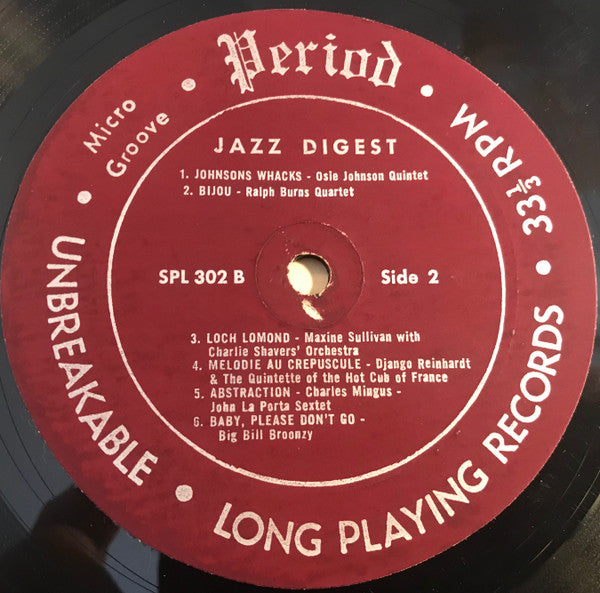 Period
Micro
Groove
33 1/3 RPM
JAZZ DIGEST
1. JOHNSONS WHACKS - Osie Johnson Quintet
2. BIJOU - Ralph Burns Quartet
SPL 302 B
Side 2
3. LOCH LOMOND - Maxine Sullivan with
Charlie Shavers' Orchestra
4. MELODIE AU CREPUSCULE - Django Reinhardt
& The Quintette of the Hot Cub of France
5. ABSTRACTION - Charles Mingus -
John La Porta Sextet
6. BABY, PLEASE DON'T GO -
Big Bill Broonzy
UNBREAKABLE • LONG PLAYING RECORDS